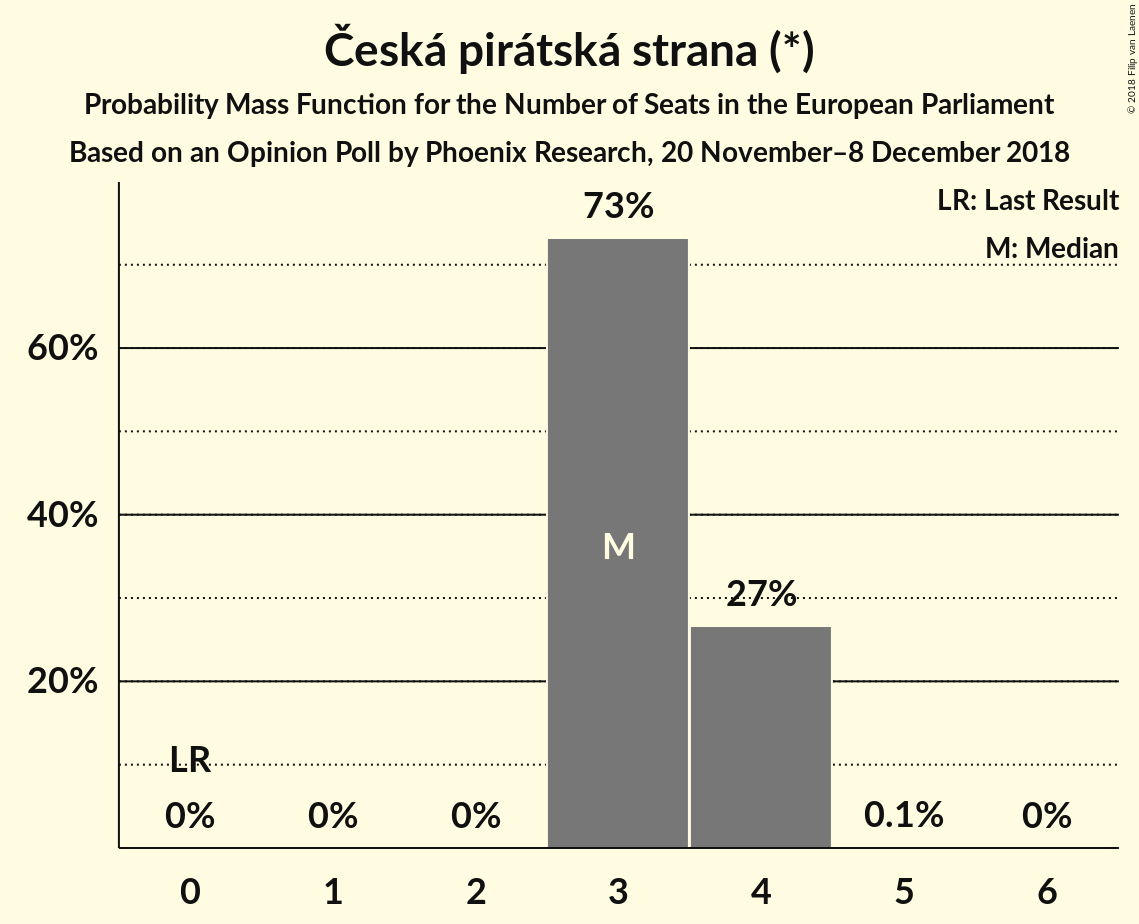 Česká pirátská strana (*)
Probability Mass Function for the Number of Seats in the European Parliament
Based on an Opinion Poll by Phoenix Research, 20 November–8 December 2018
© 2018 Filip van Laenen
LR: Last Result
M: Median
73%
60%
40%
M
27%
20%
LR
0%
0%
0%
0.1%
0%
0
1
2
3
4
5
6